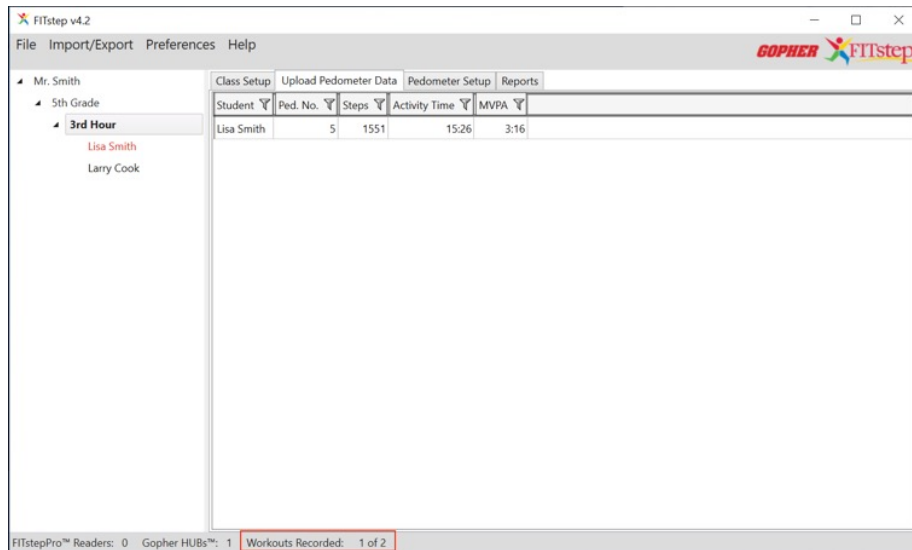 FITstep v4.2
File Import/Export Preferences Help
GOPHER FITstep
Mr. Smith
5th Grade
3rd Hour
Lisa Smith
Larry Cook
Class Setup Upload Pedometer Data Pedometer Setup Reports
Student Ped. No. Steps Activity Time MVPA
Lisa Smith 5 1551 15:26 3:16
FITstepPro™ Readers: 0 Gopher HUBs™: 1 Workouts Recorded: 1 of 2